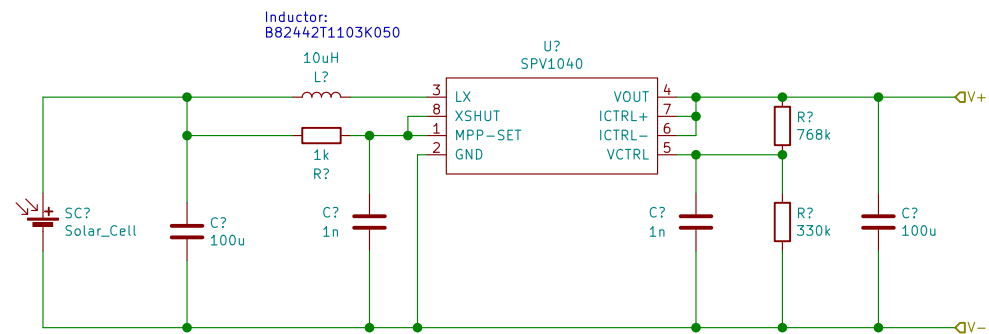 Inductor:
B82442T1103K050
10uH
L?
U?
SPV1040
3 LX
8 XSHUT
1 MPP-SET
2 GND
VOUT 4
ICTRL+ 7
ICTRL- 6
VCTRL 5
V+
R?
768k
1k
R?
SC?
Solar_Cell
+
C?
100u
C?
1n
C?
1n
R?
330k
C?
100u
V-